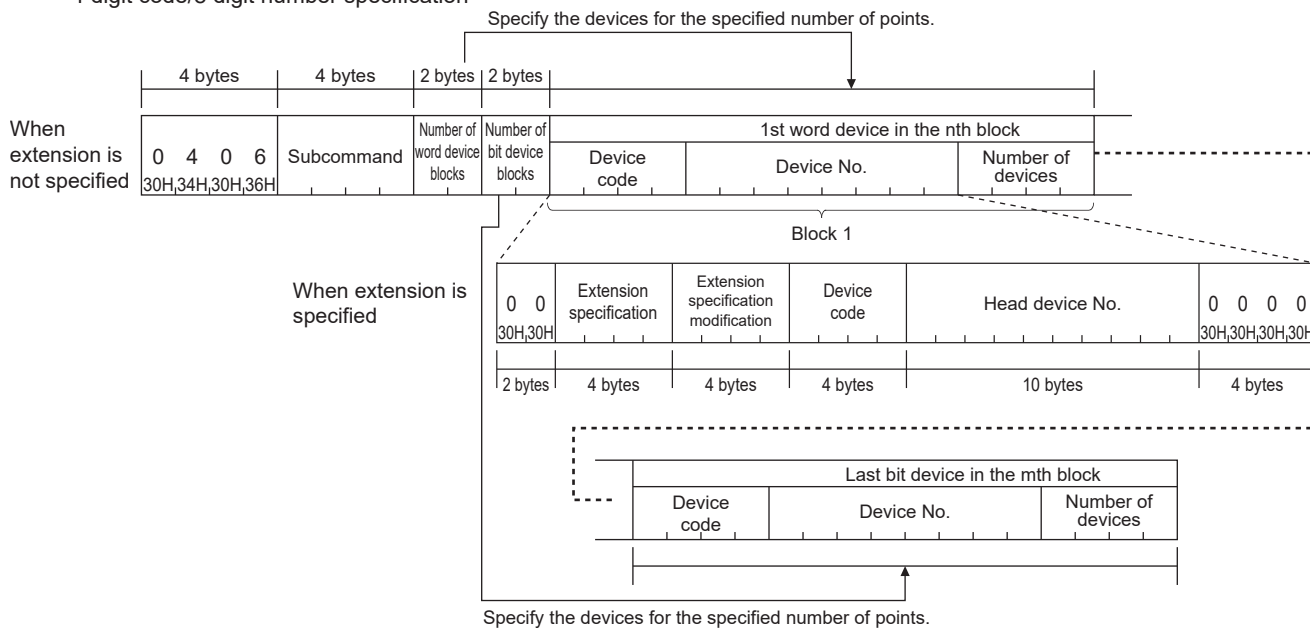 4 digit code/8 digit number specification
Specify the devices for the specified number of points.
4 bytes 4 bytes 2 bytes 2 bytes
When
extension is
not specified
0 4 0 6
30H,34H,30H,36H
Subcommand
Number of
word device
blocks
Number of
bit device
blocks
1st word device in the nth block
Device
code
Device No.
Number of
devices
Block 1
When extension is
specified
0 0
30H,30H
Extension
specification
Extension
specification
modification
Device
code
Head device No.
0 0 0 0
30H,30H,30H,30H
2 bytes 4 bytes 4 bytes 4 bytes 10 bytes 4 bytes
Last bit device in the mth block
Device
code
Device No.
Number of
devices
Specify the devices for the specified number of points.